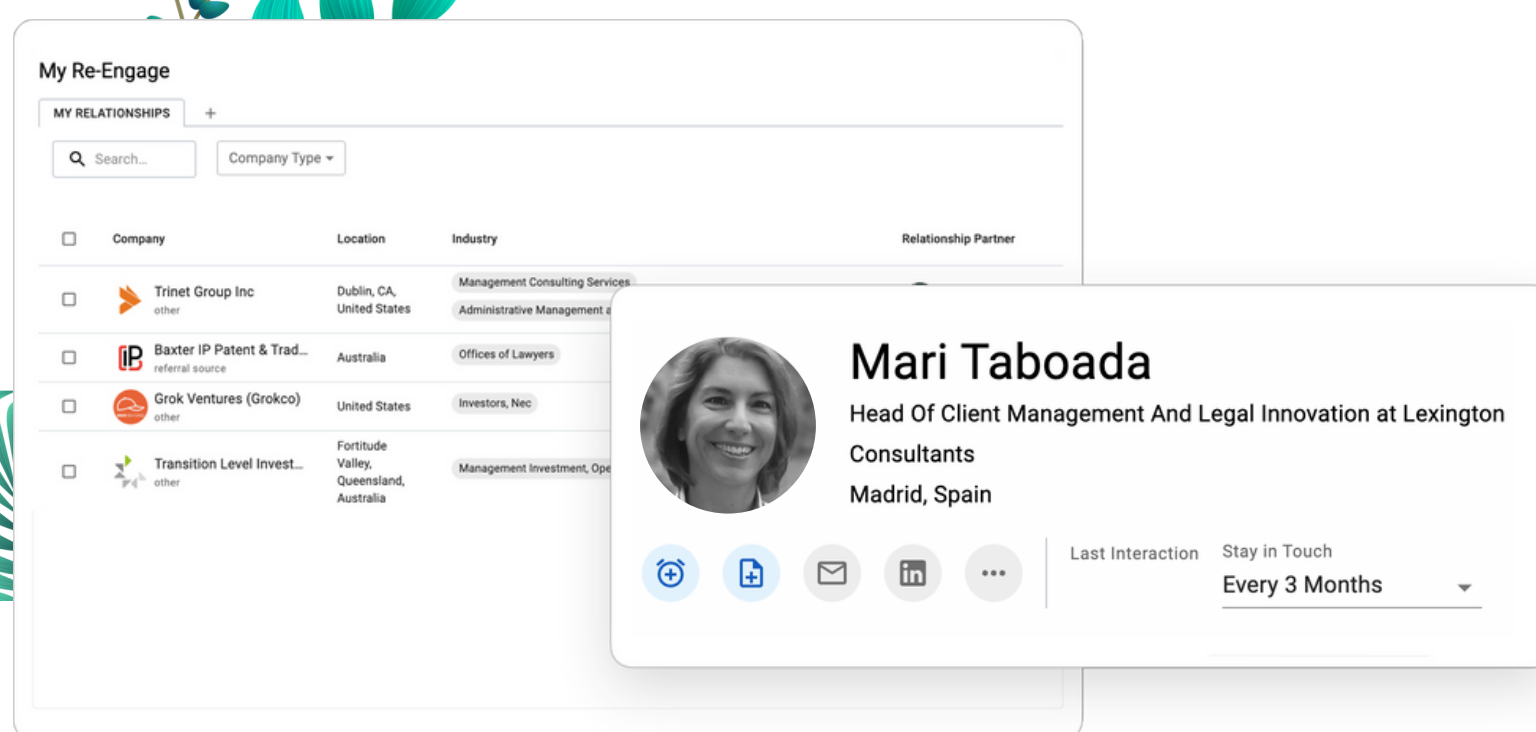 My Re-Engage
MY RELATIONSHIPS +
Search...
Company Type
Company Location Industry Relationship Partner
Trinet Group Inc
other
Dublin, CA,
United States
Management Consulting Services
Administrative Management a
iP
Baxter IP Patent & Trad...
referral source
Australia
Offices of Lawyers
Grok Ventures (Grokco)
other
United States
Investors, Nec
Transition Level Invest...
other
Fortitude
Valley,
Queensland,
Australia
Management Investment, Ope
Mari Taboada
Head Of Client Management And Legal Innovation at Lexington
Consultants
Madrid, Spain
in
Last Interaction
Stay in Touch
Every 3 Months